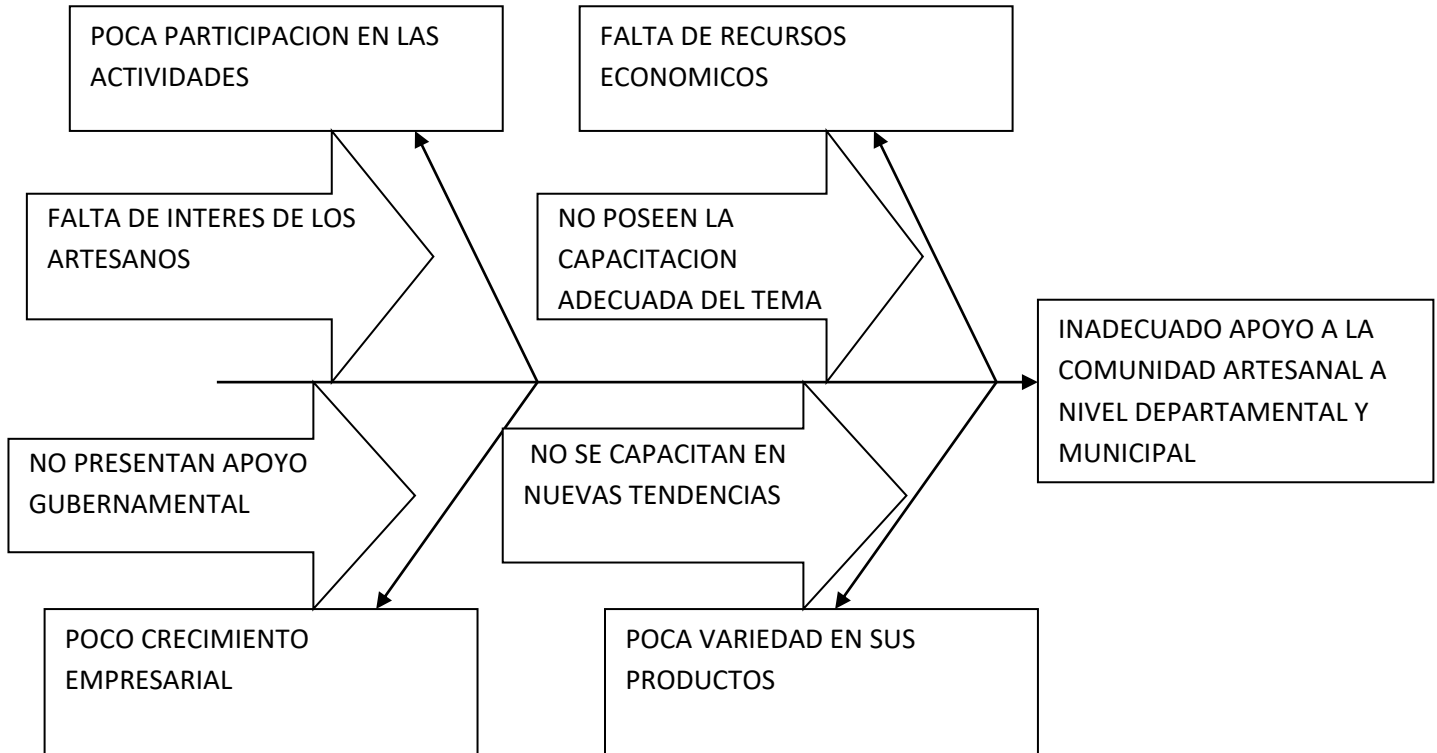 POCA PARTICIPACION EN LAS
ACTIVIDADES
FALTA DE RECURSOS
ECONOMICOS
FALTA DE INTERES DE LOS
ARTESANOS
NO POSEEN LA
CAPACITACION
ADECUADA DEL TEMA
INADECUADO APOYO A LA
COMUNIDAD ARTESANAL A
NIVEL DEPARTAMENTAL Y
MUNICIPAL
NO PRESENTAN APOYO
GUBERNAMENTAL
NO SE CAPACITAN EN
NUEVAS TENDENCIAS
POCO CRECIMIENTO
EMPRESARIAL
POCA VARIEDAD EN SUS
PRODUCTOS